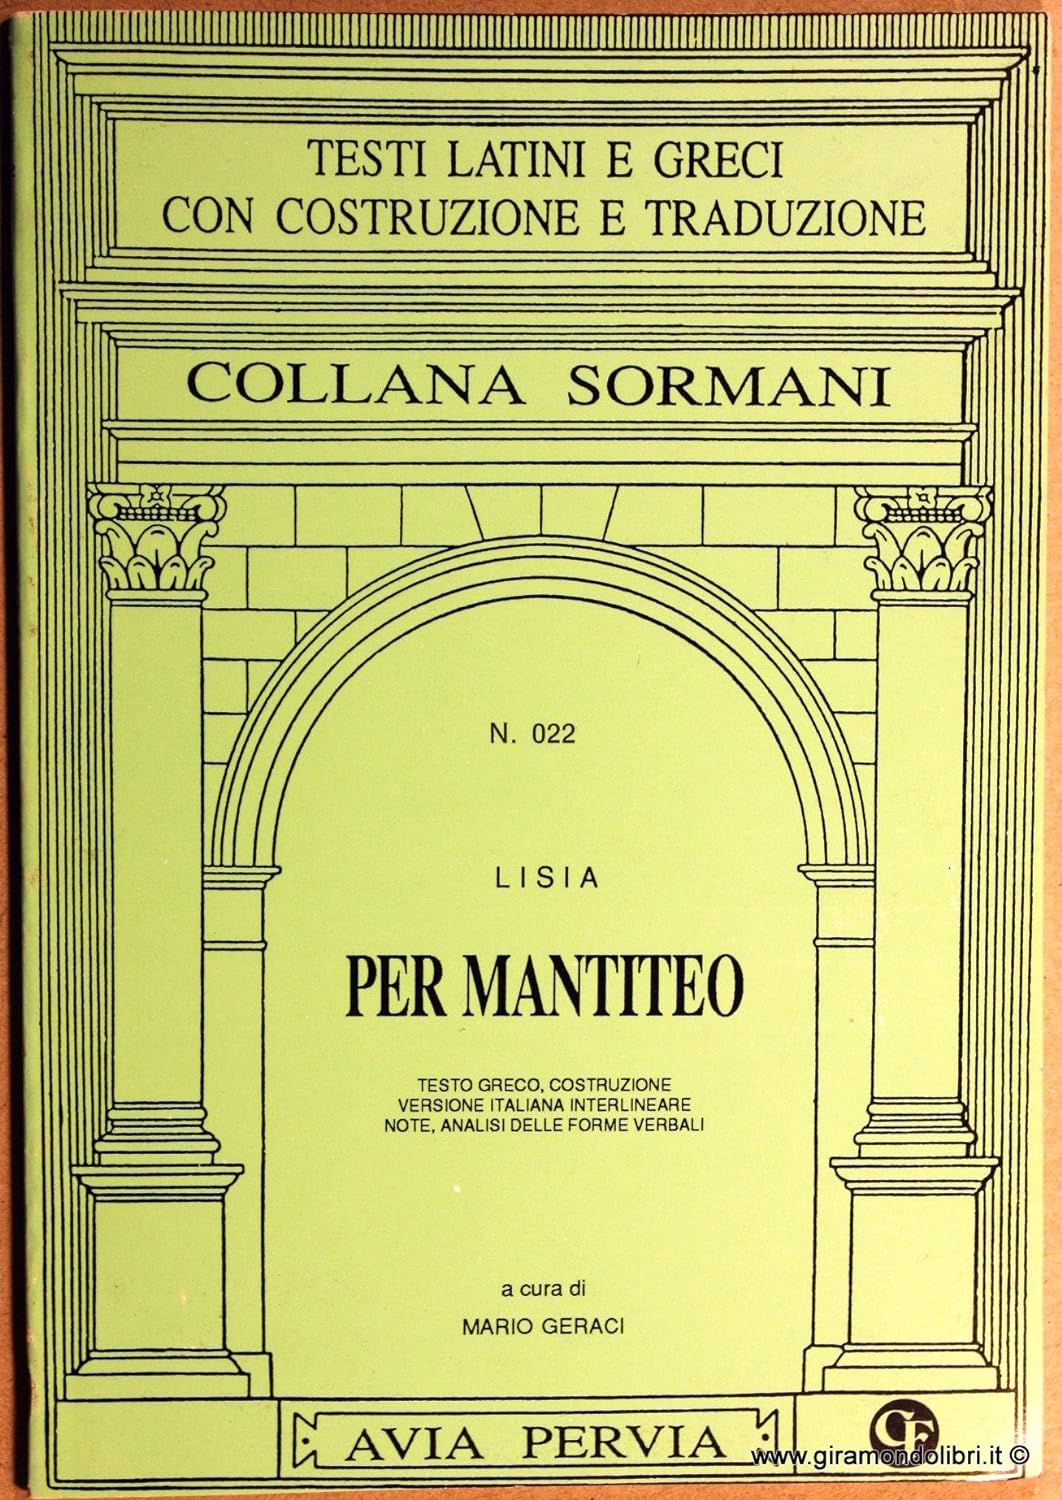 TESTI LATINI E GRECI
CON COSTRUZIONE E TRADUZIONE
COLLANA SORMANI
N. 022
LISIA
PER MANTITEO
TESTO GRECO, COSTRUZIONE
VERSIONE ITALIANA INTERLINEARE
NOTE, ANALISI DELLE FORME VERBALI
a cura di
MARIO GERACI
AVIA PERVIA
CF
www.giramondolibri.it ©